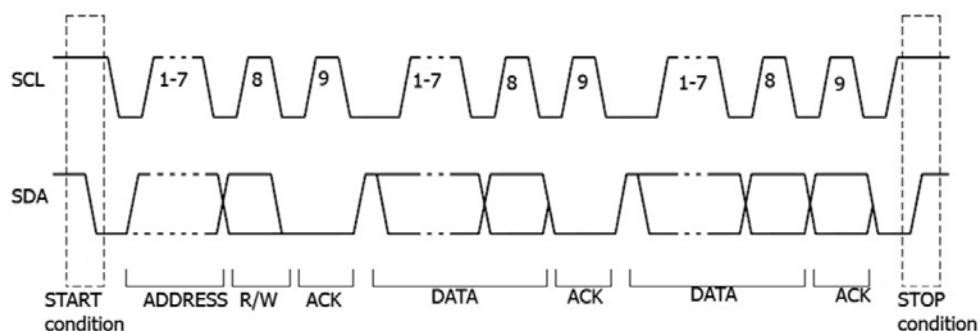 SCL 1-7 8 9 1-7 8 9 1-7 8 9
SDA
START condition ADDRESS R/W ACK DATA ACK DATA ACK STOP condition